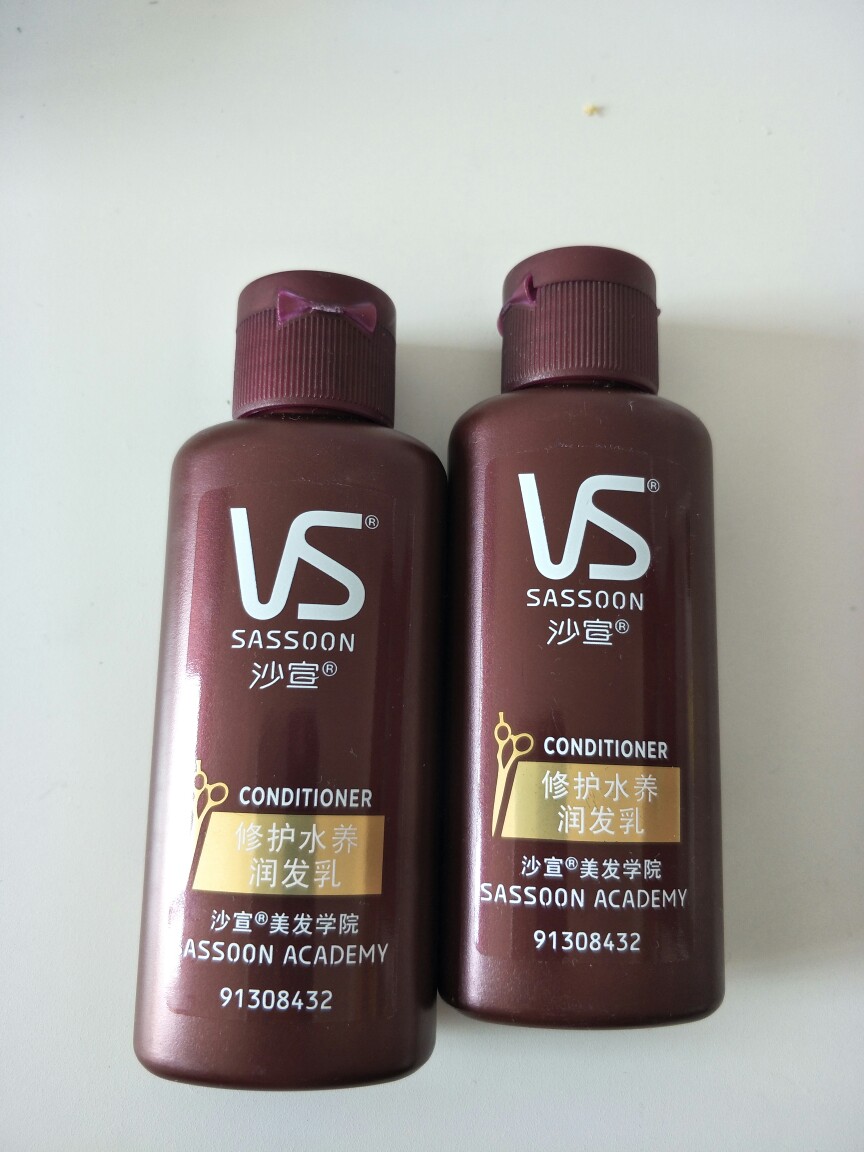 VS®
SASSOON
沙宣®
CONDITIONER
修护水养
润发乳
沙宣®美发学院
SASSOON ACADEMY
91308432
VS®
SASSOON
沙宣®
CONDITIONER
修护水养
润发乳
沙宣®美发学院
SASSOON ACADEMY
91308432